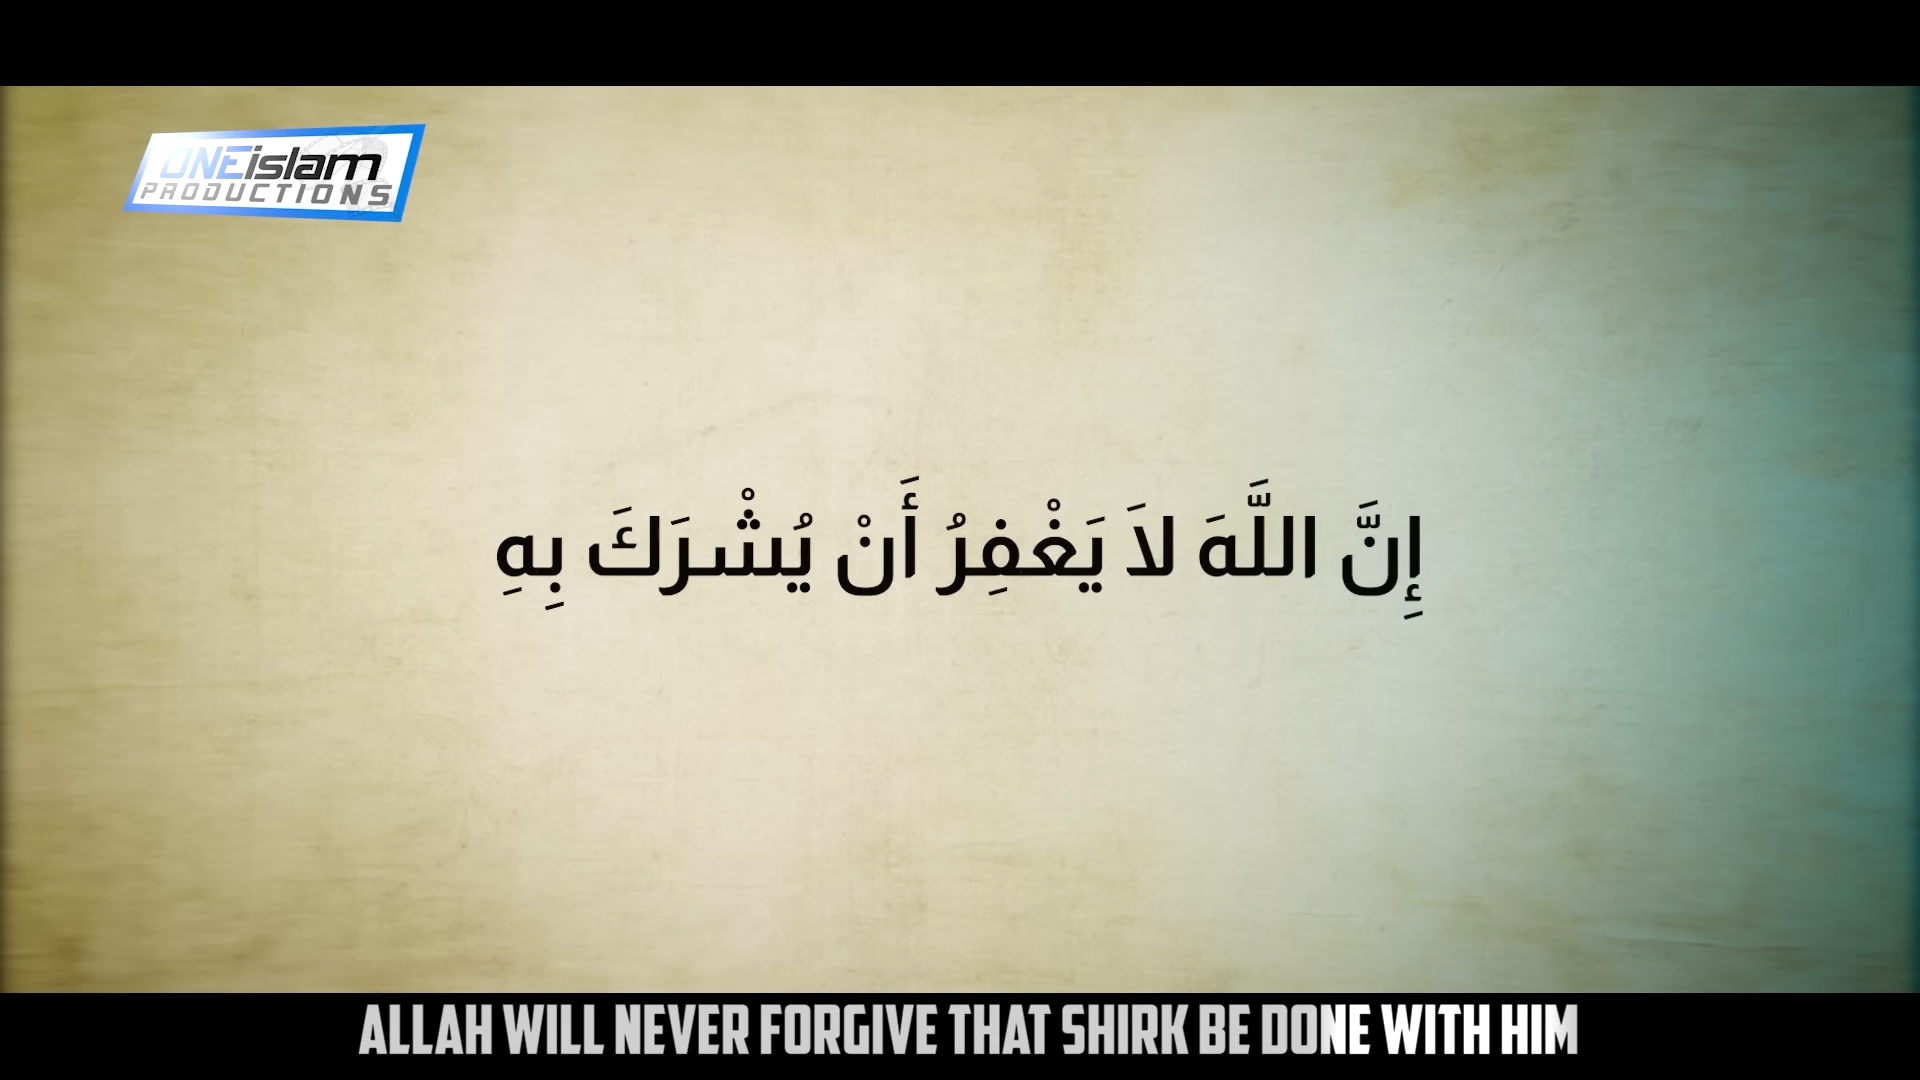 ONEislam
PRODUCTIONS
إِنَّ اللَّهَ لاَ يَغْفِرُ أَنْ يُشْرَكَ بِهِ
ALLAH WILL NEVER FORGIVE THAT SHIRK BE DONE WITH HIM